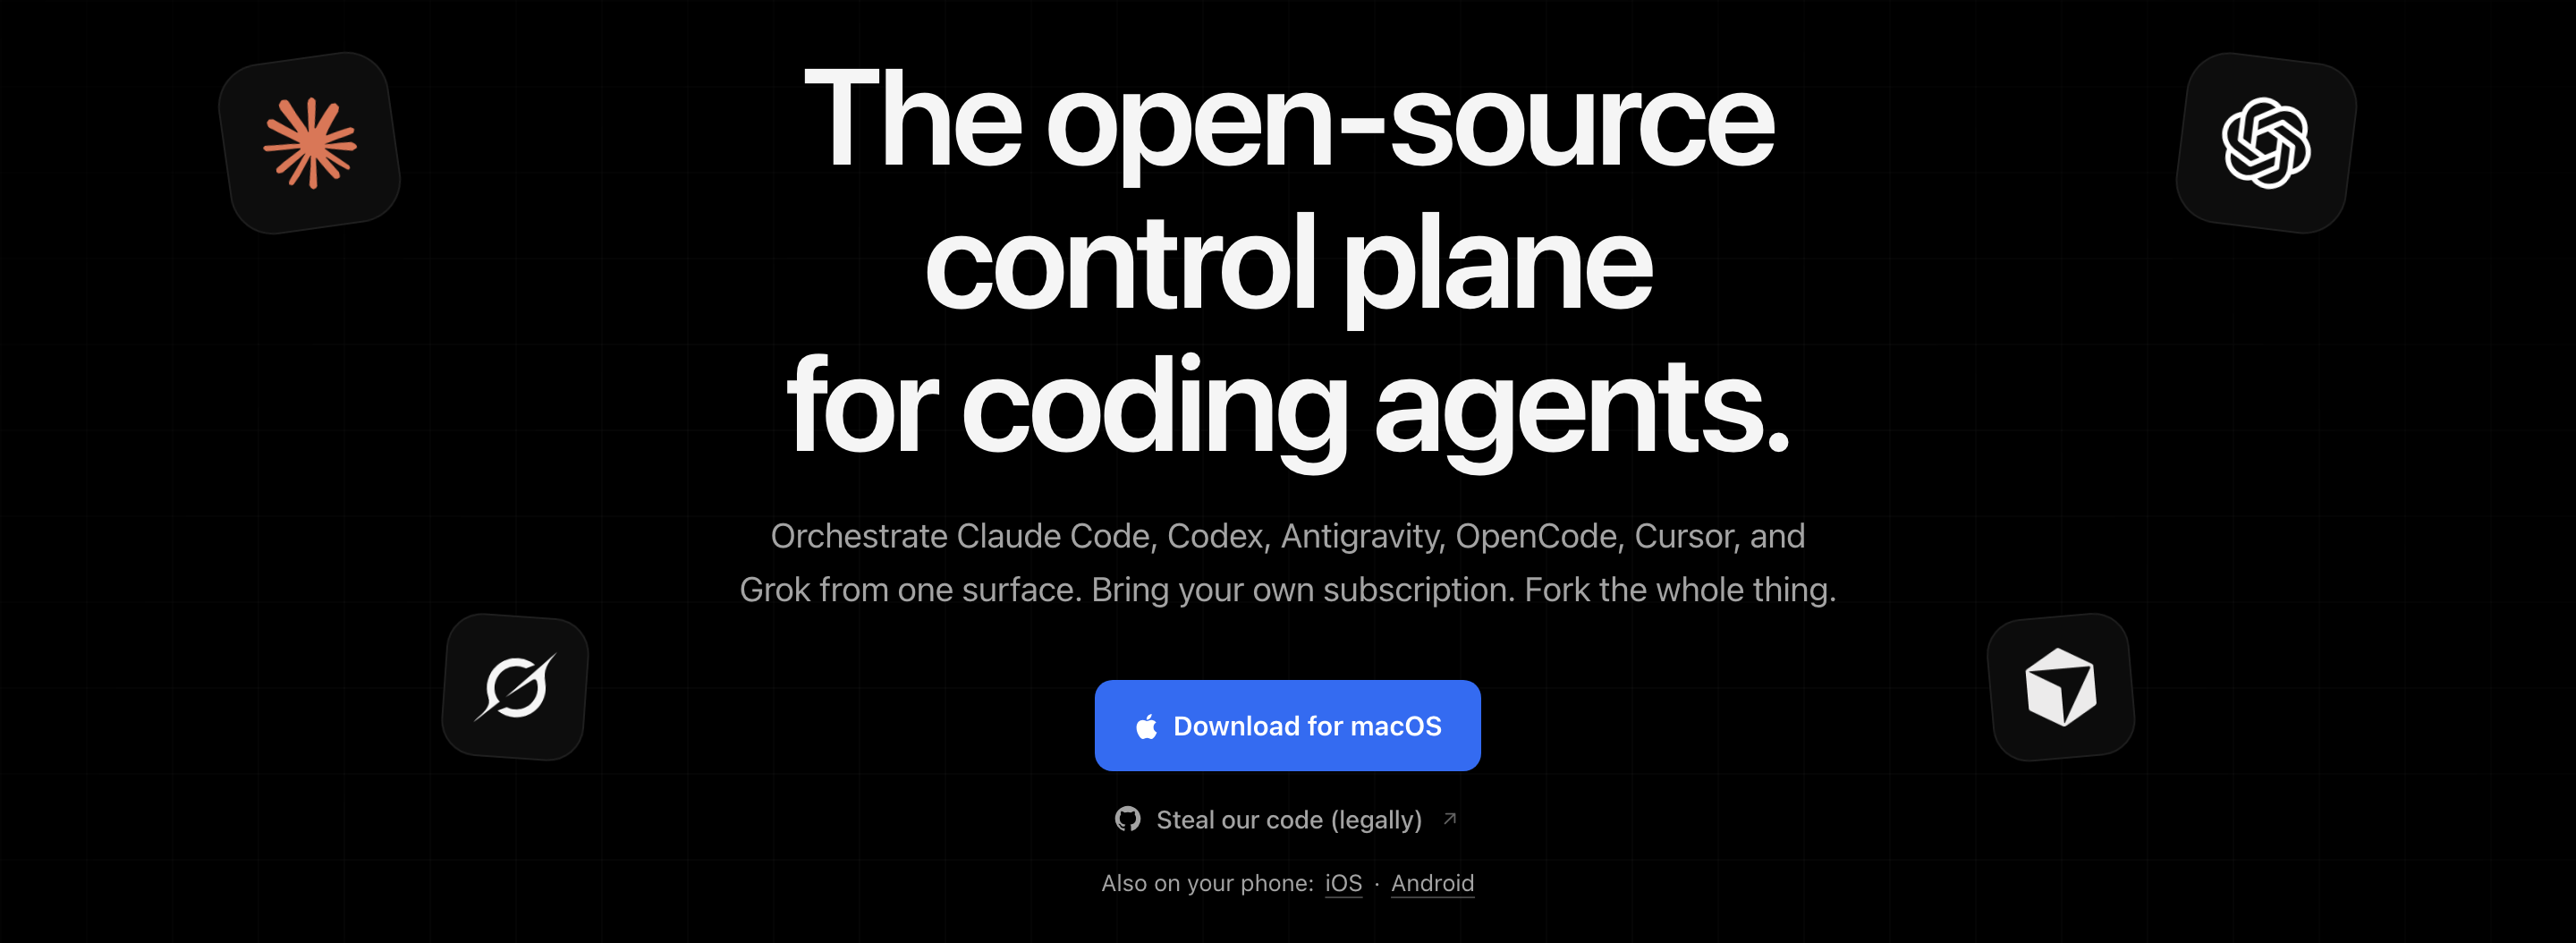 The open-source
control plane
for coding agents.
Orchestrate Claude Code, Codex, Antigravity, OpenCode, Cursor, and
Grok from one surface. Bring your own subscription. Fork the whole thing.
Download for macOS
Steal our code (legally) ↗
Also on your phone: iOS · Android